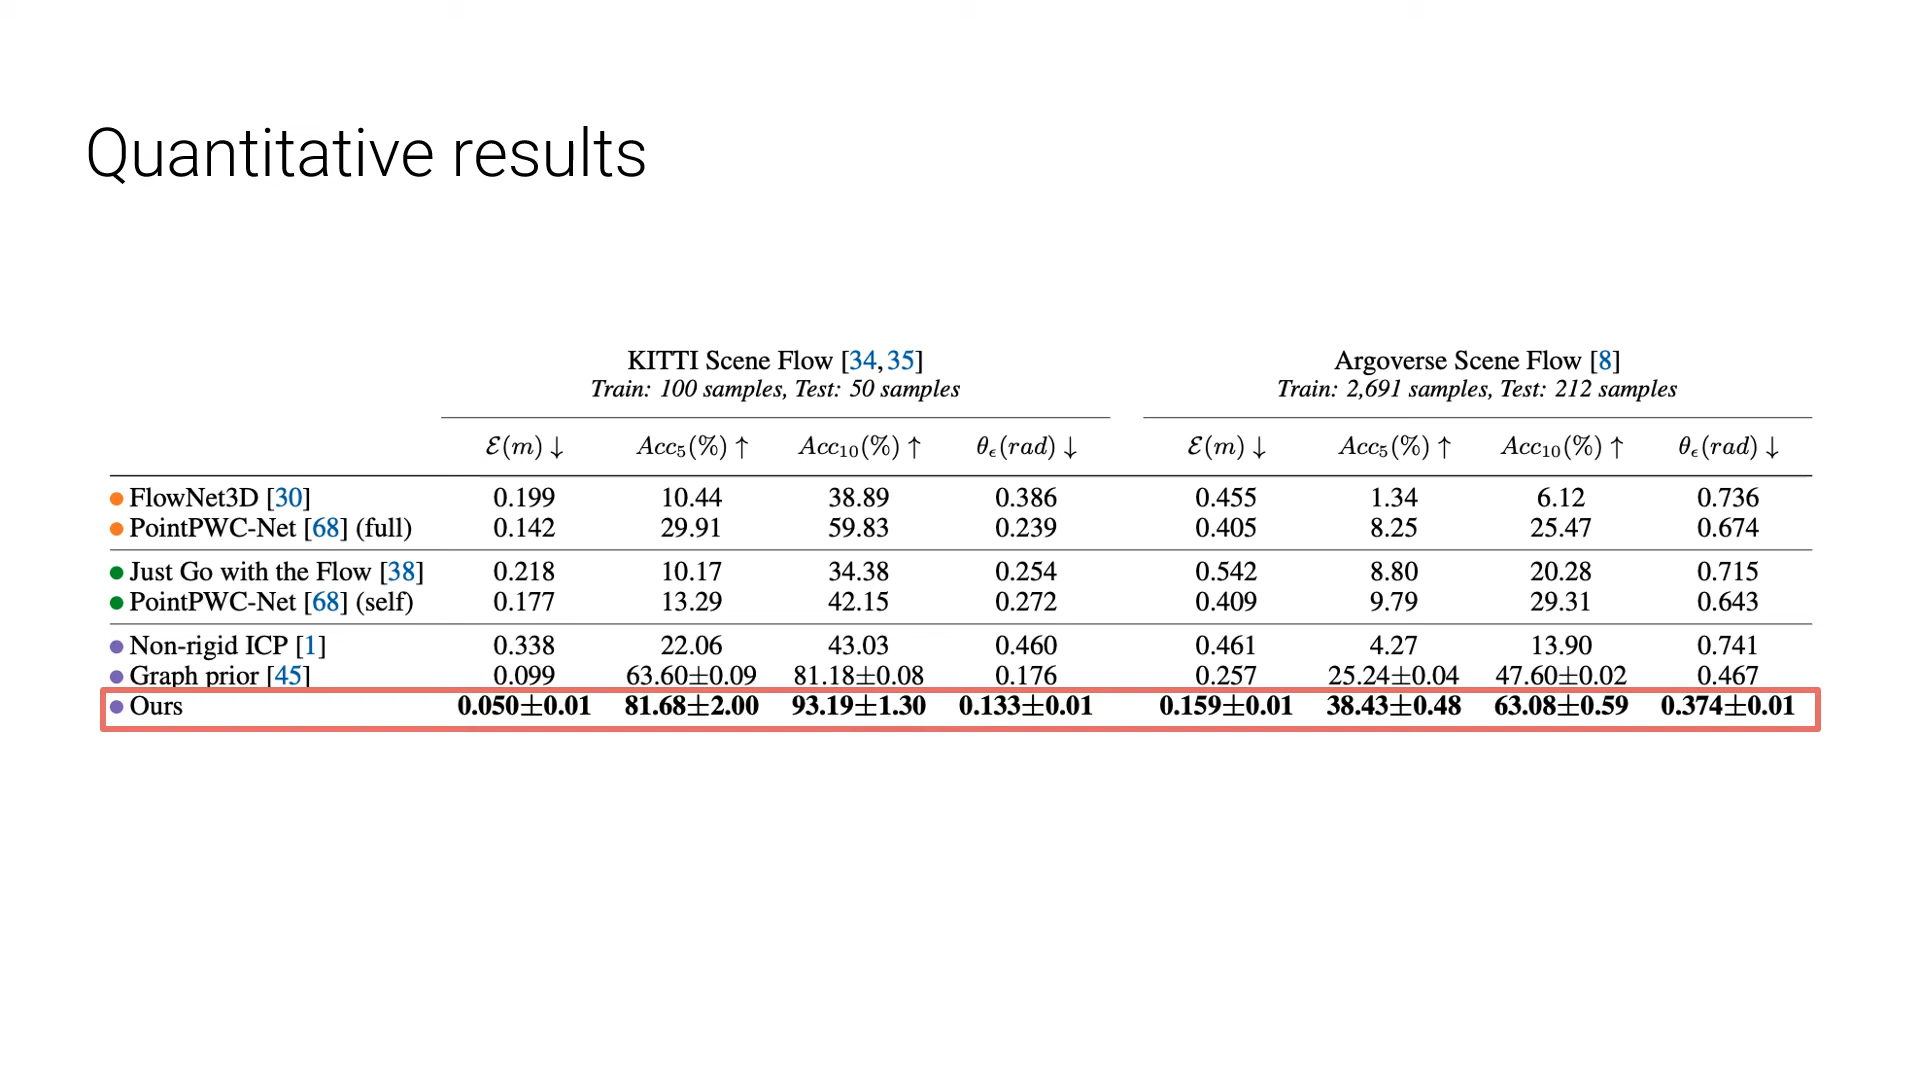 Quantitative results
KITTI Scene Flow [34,35] Argoverse Scene Flow [8]
Train: 100 samples, Test: 50 samples Train: 2,691 samples, Test: 212 samples
ℰ(m) ↓ Acc₅(%) ↑ Acc₁₀(%) ↑ θ_ϵ(rad) ↓ ℰ(m) ↓ Acc₅(%) ↑ Acc₁₀(%) ↑ θ_ϵ(rad) ↓
● FlowNet3D [30] 0.199 10.44 38.89 0.386 0.455 1.34 6.12 0.736
● PointPWC-Net [68] (full) 0.142 29.91 59.83 0.239 0.405 8.25 25.47 0.674
● Just Go with the Flow [38] 0.218 10.17 34.38 0.254 0.542 8.80 20.28 0.715
● PointPWC-Net [68] (self) 0.177 13.29 42.15 0.272 0.409 9.79 29.31 0.643
● Non-rigid ICP [1] 0.338 22.06 43.03 0.460 0.461 4.27 13.90 0.741
● Graph prior [45] 0.099 63.60±0.09 81.18±0.08 0.176 0.257 25.24±0.04 47.60±0.02 0.467
● Ours 0.050±0.01 81.68±2.00 93.19±1.30 0.133±0.01 0.159±0.01 38.43±0.48 63.08±0.59 0.374±0.01